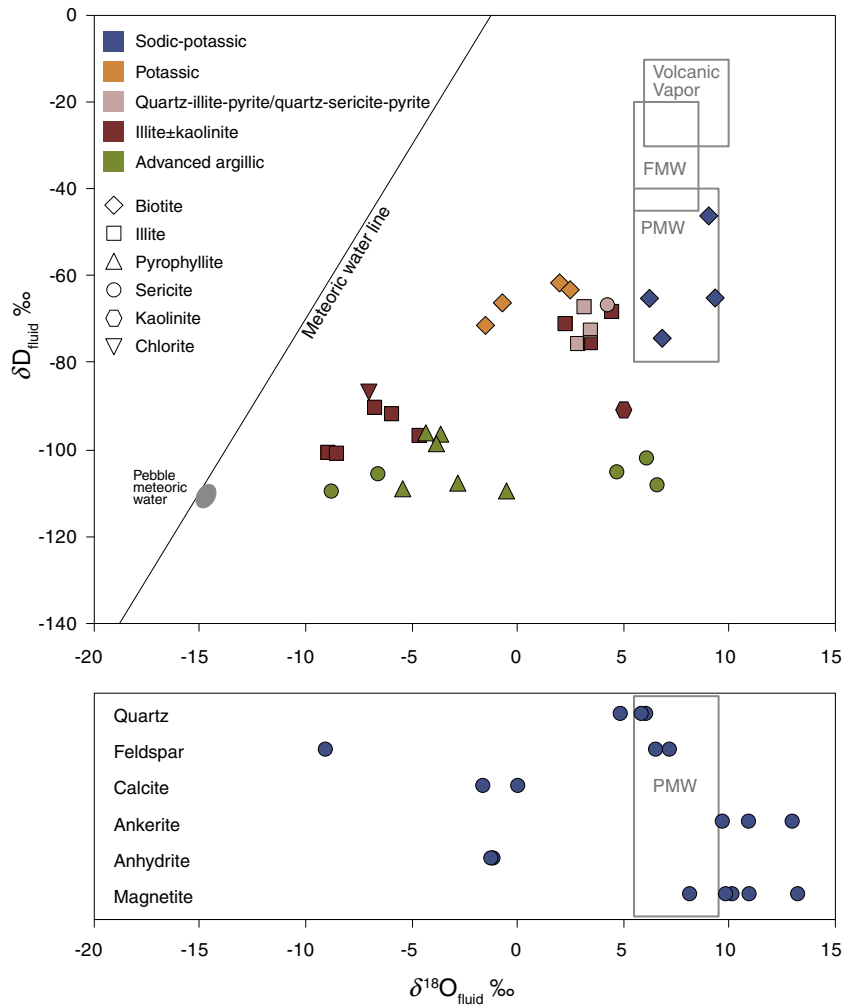 0
-20
-40
-60
-80
-100
-120
-140
δD_fluid ‰
Sodic-potassic
Potassic
Quartz-illite-pyrite/quartz-sericite-pyrite
Illite±kaolinite
Advanced argillic
Biotite
Illite
Pyrophyllite
Sericite
Kaolinite
Chlorite
Meteoric water line
Volcanic
Vapor
FMW
PMW
Pebble
meteoric
water
-20 -15 -10 -5 0 5 10 15
Quartz
Feldspar
Calcite
Ankerite
Anhydrite
Magnetite
PMW
-20 -15 -10 -5 0 5 10 15
δ¹⁸O_fluid ‰